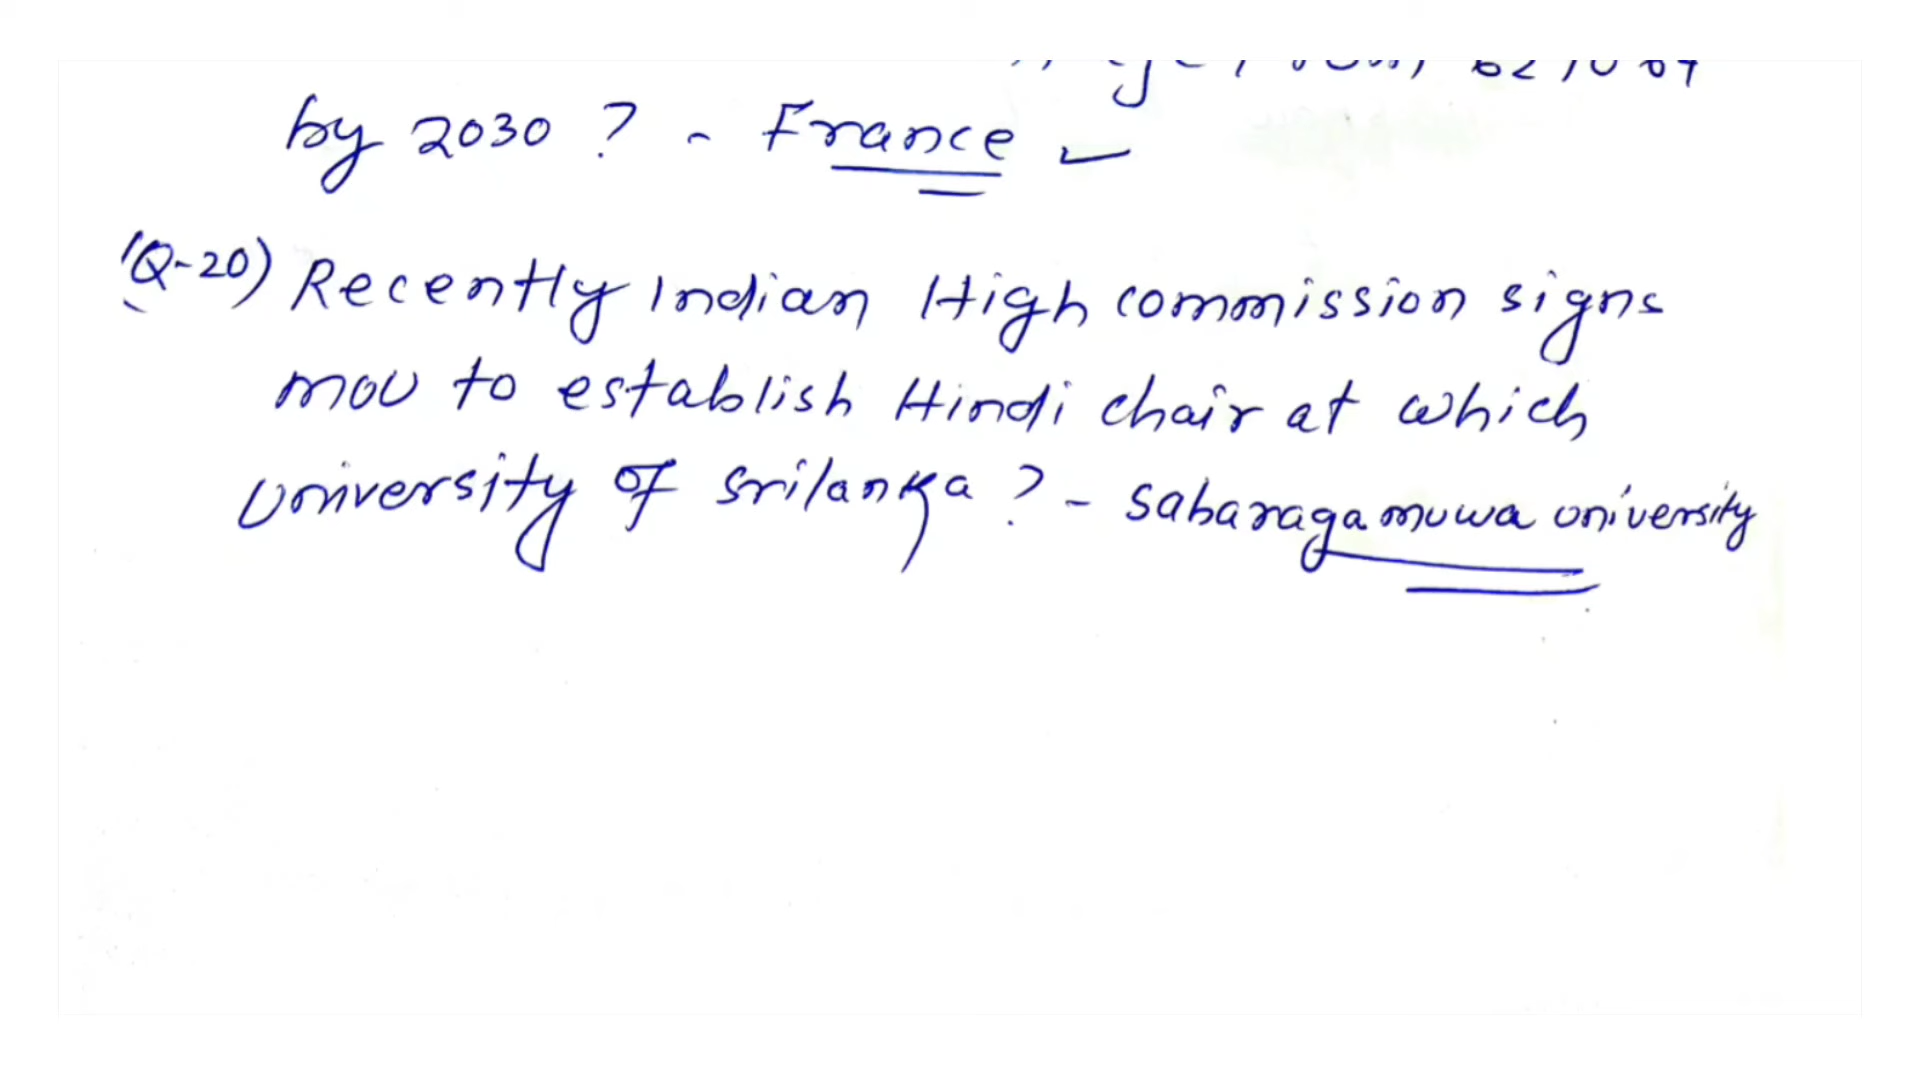 by 2030 ? - France
(Q-20) Recently Indian High commission signs
mou to establish Hindi chair at which
university of srilanka ? - Sabaragamuwa university